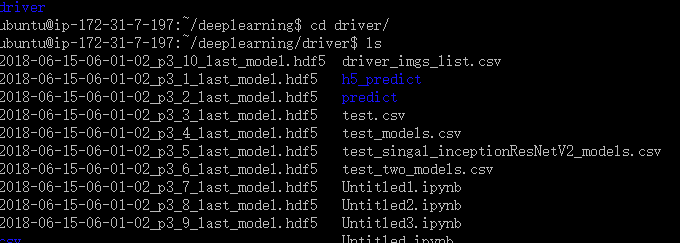 driver
ubuntu@ip-172-31-7-197:~/deeplearning$ cd driver/
ubuntu@ip-172-31-7-197:~/deeplearning/driver$ ls
2018-06-15-06-01-02_p3_10_last_model.hdf5 driver_imgs_list.csv
2018-06-15-06-01-02_p3_1_last_model.hdf5 h5_predict
2018-06-15-06-01-02_p3_2_last_model.hdf5 predict
2018-06-15-06-01-02_p3_3_last_model.hdf5 test.csv
2018-06-15-06-01-02_p3_4_last_model.hdf5 test_models.csv
2018-06-15-06-01-02_p3_5_last_model.hdf5 test_singal_inceptionResNetV2_models.csv
2018-06-15-06-01-02_p3_6_last_model.hdf5 test_two_models.csv
2018-06-15-06-01-02_p3_7_last_model.hdf5 Untitled1.ipynb
2018-06-15-06-01-02_p3_8_last_model.hdf5 Untitled2.ipynb
2018-06-15-06-01-02_p3_9_last_model.hdf5 Untitled3.ipynb
Untitled.ipynb